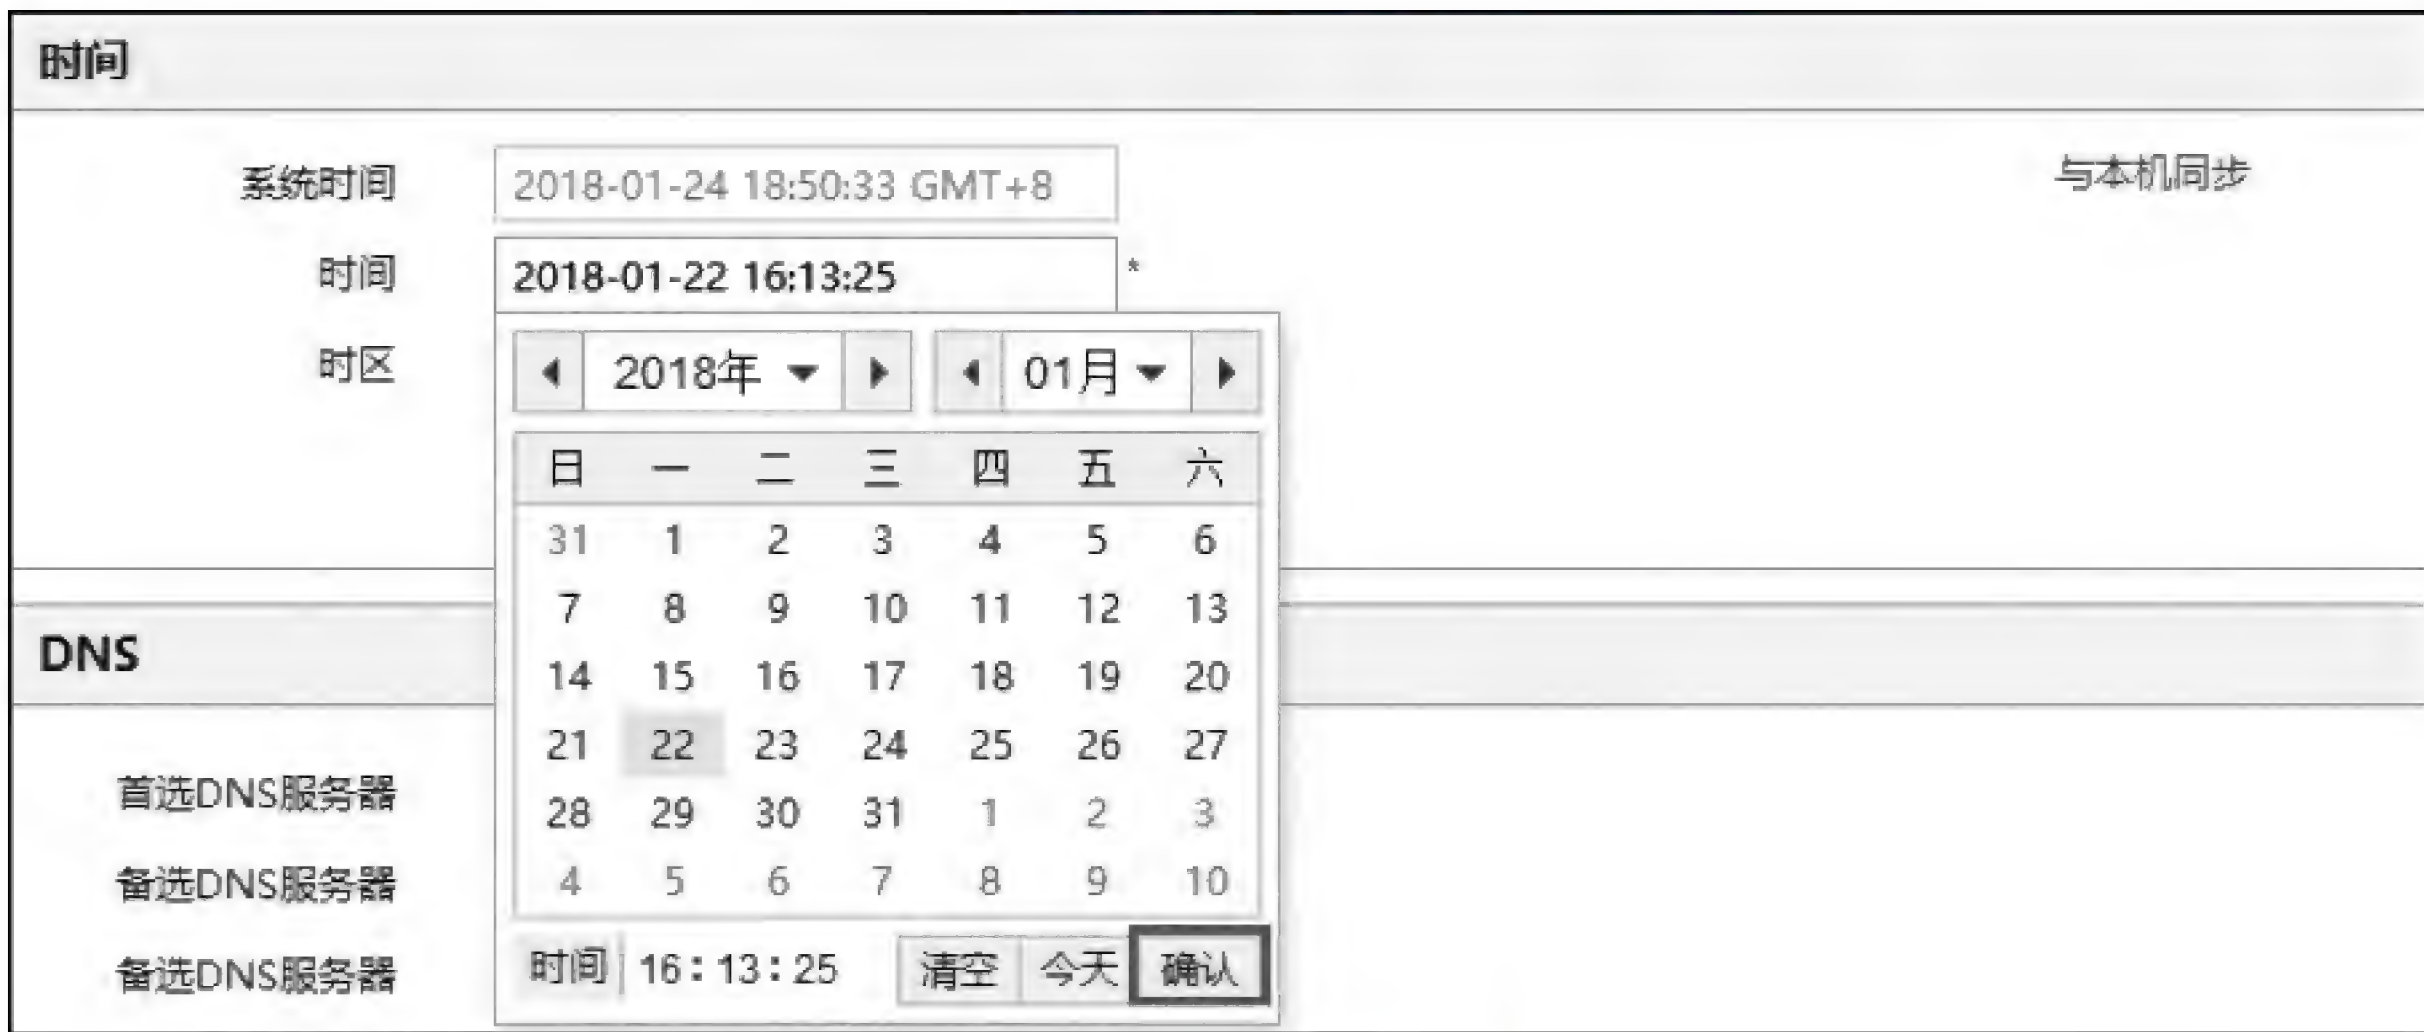 时间
系统时间 2018-01-24 18:50:33 GMT+8 与本机同步
时间 2018-01-22 16:13:25 *
时区 2018年 01月
日 一 二 三 四 五 六
31 1 2 3 4 5 6
7 8 9 10 11 12 13
DNS
14 15 16 17 18 19 20
21 22 23 24 25 26 27
首选DNS服务器
28 29 30 31 1 2 3
备选DNS服务器
4 5 6 7 8 9 10
备选DNS服务器
时间 16:13:25 清空 今天 确认